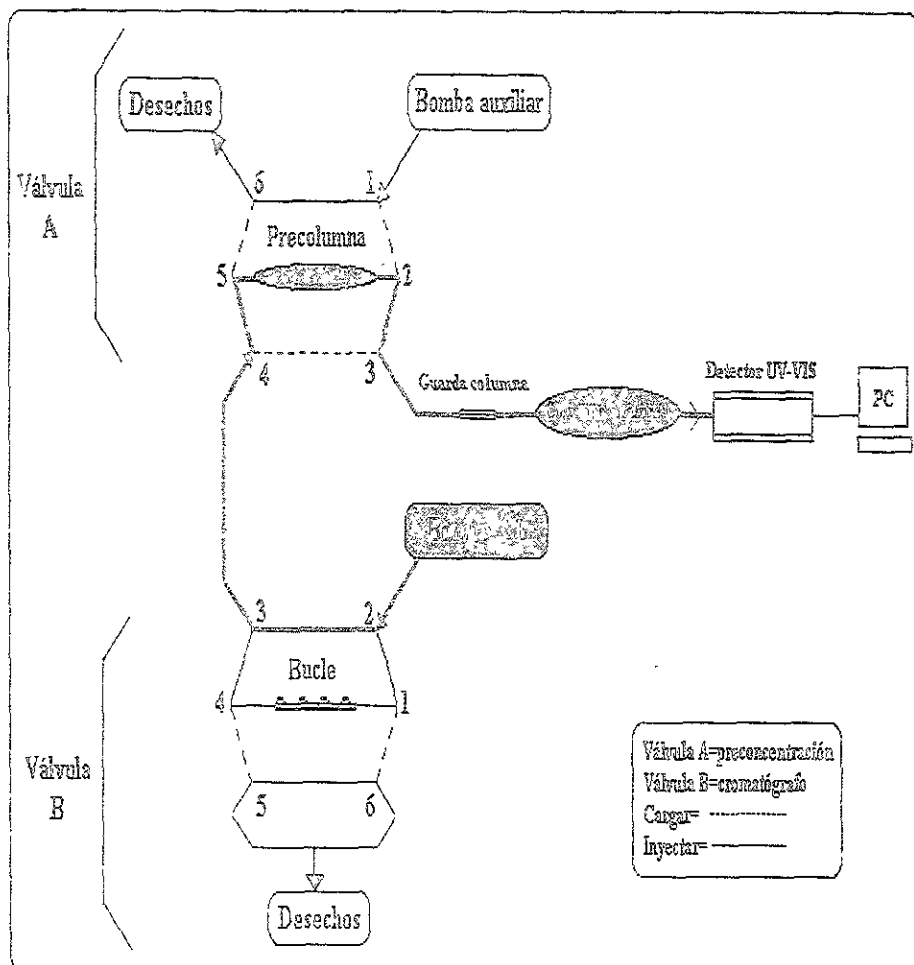 Desechos
Bomba auxiliar
Válvula
A
6
1
Precolumna
5
2
4
3
Guarda columna
Detector UV-VIS
PC
3
2
Bucle
4
1
Válvula
B
5
6
Desechos
Válvula A=preconcentración
Válvula B=cromatógrafo
Cargar=
Inyectar=